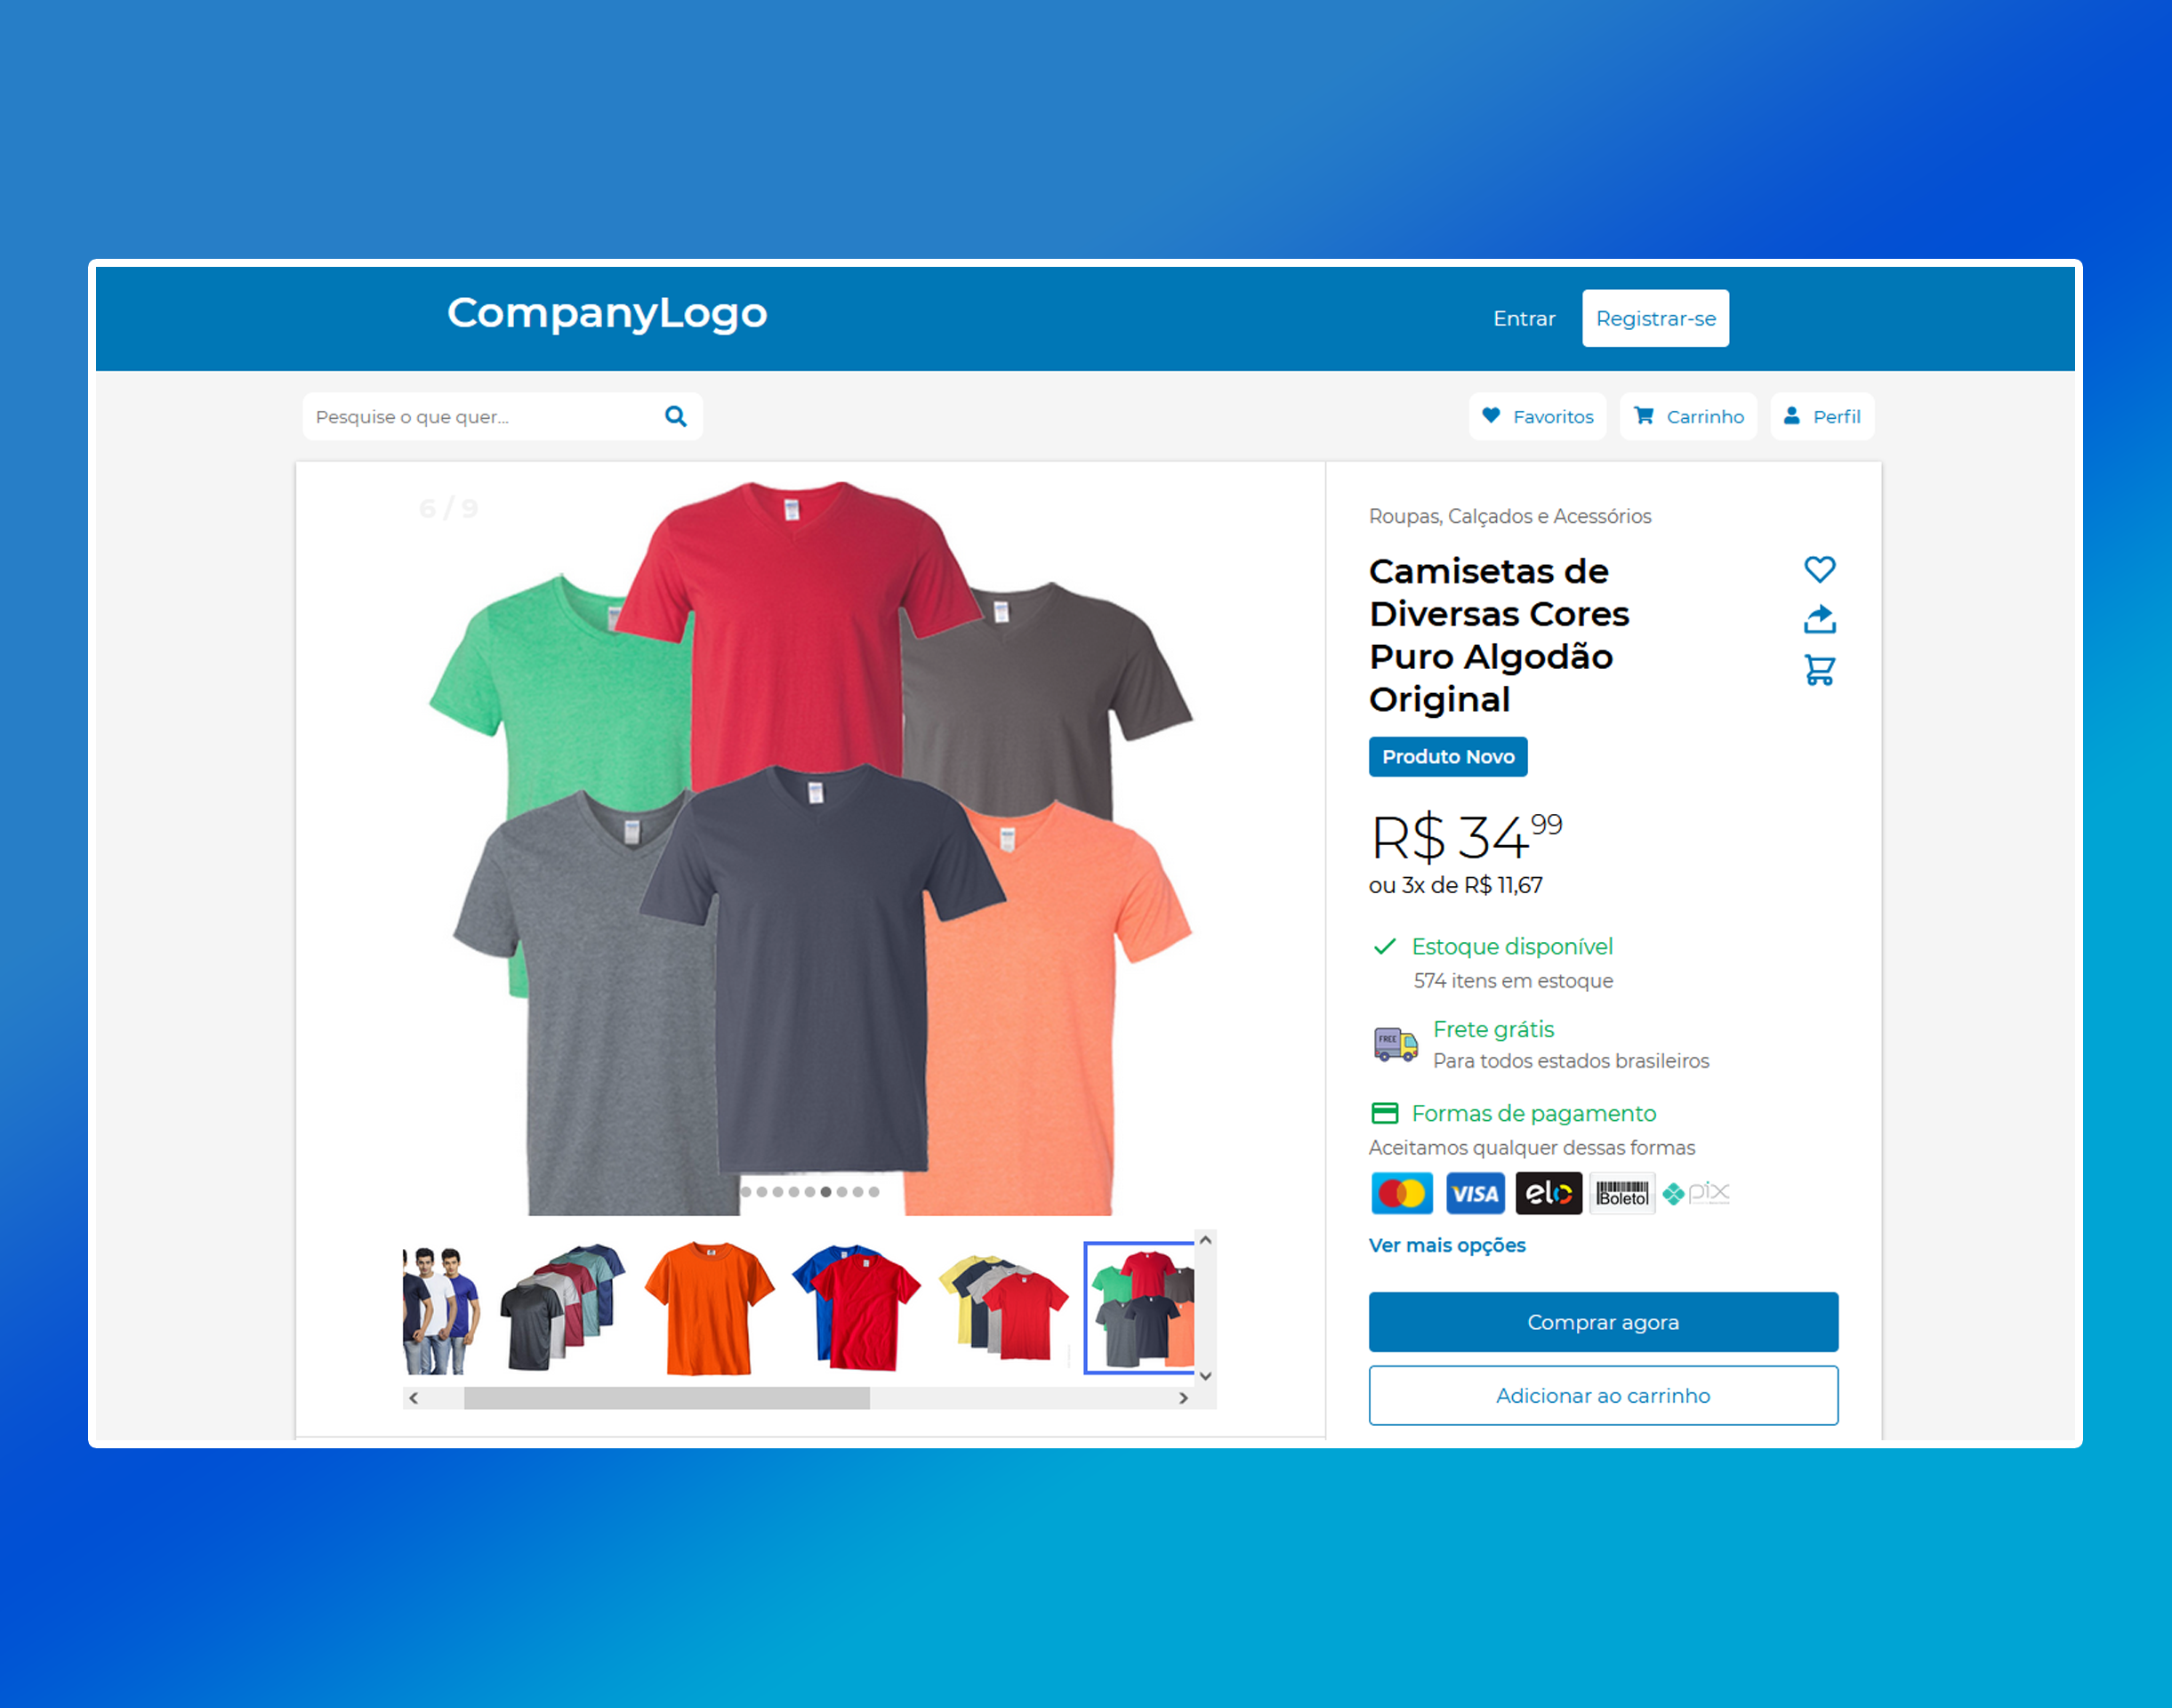 CompanyLogo
Entrar
Registrar-se
Pesquise o que quer...
Favoritos
Carrinho
Perfil
6 / 9
Roupas, Calçados e Acessórios
Camisetas de
Diversas Cores
Puro Algodão
Original
Produto Novo
R$ 34 99
ou 3x de R$ 11,67
Estoque disponível
574 itens em estoque
FREE
Frete grátis
Para todos estados brasileiros
Formas de pagamento
Aceitamos qualquer dessas formas
VISA
elo
Boleto
pix
Ver mais opções
Comprar agora
Adicionar ao carrinho